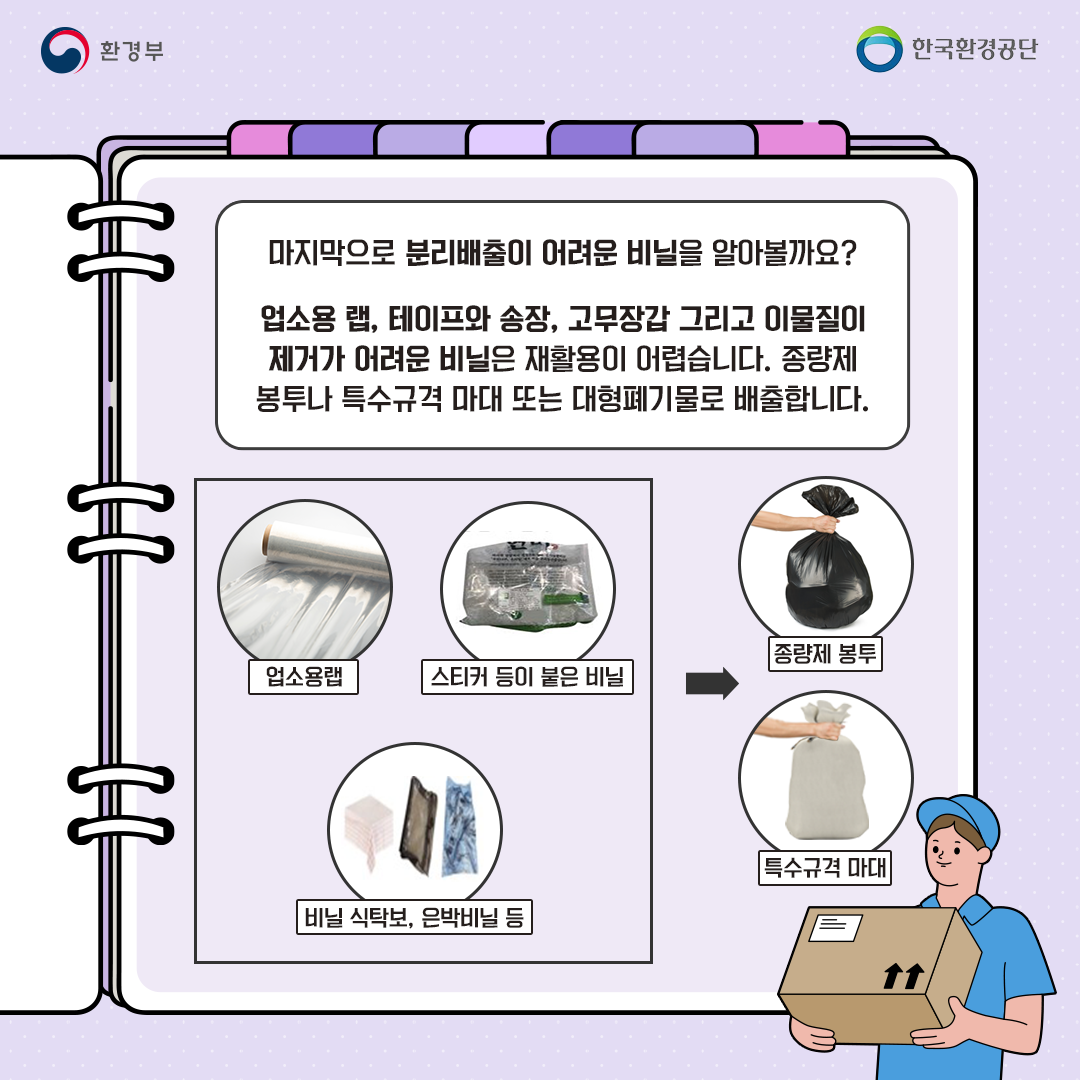 환경부
한국환경공단
마지막으로 분리배출이 어려운 비닐을 알아볼까요?
업소용 랩, 테이프와 송장, 고무장갑 그리고 이물질이
제거가 어려운 비닐은 재활용이 어렵습니다. 종량제
봉투나 특수규격 마대 또는 대형폐기물로 배출합니다.
업소용랩
스티커 등이 붙은 비닐
비닐 식탁보, 은박비닐 등
종량제 봉투
특수규격 마대